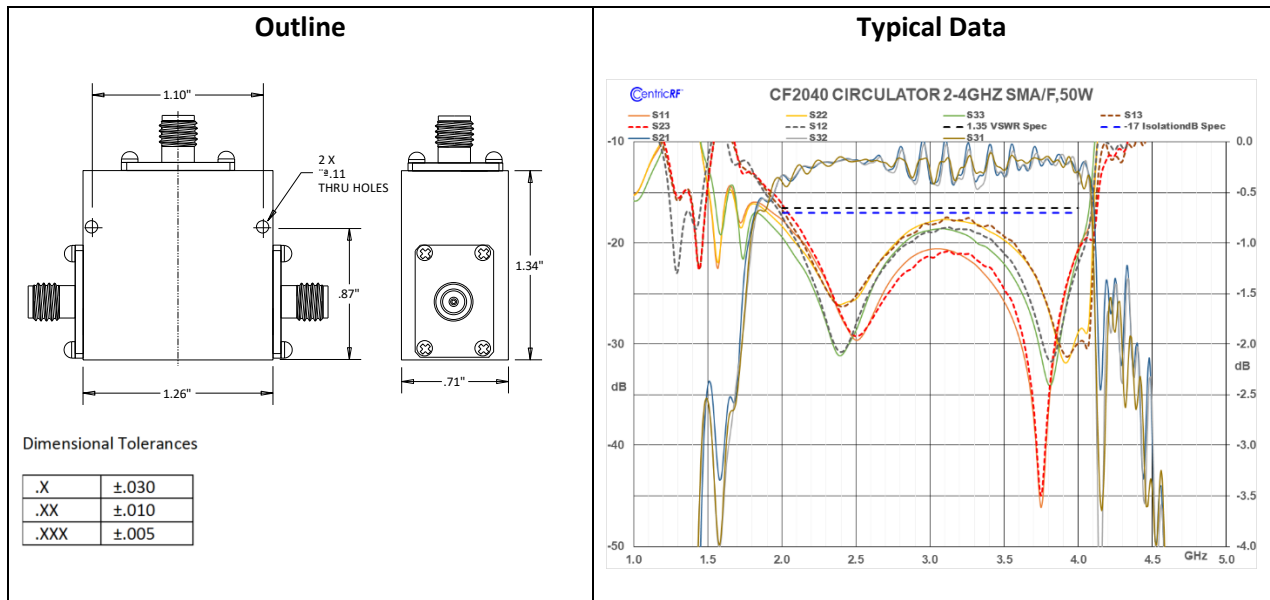 Outline
1.10"
2 X
¨ª.11
THRU HOLES
1.34"
.87"
1.26"
.71"
Dimensional Tolerances
.X ±.030
.XX ±.010
.XXX ±.005
Typical Data
CentricRF™
CF2040 CIRCULATOR 2-4GHZ SMA/F,50W
S11 S22 S33 S13
S23 S12 1.35 VSWR Spec -17 IsolationdB Spec
S21 S32 S31
-10 0.0
-0.5
-20 -1.0
-1.5
-30 -2.0
dB dB
-2.5
-40 -3.0
-3.5
-50 -4.0
1.0 1.5 2.0 2.5 3.0 3.5 4.0 4.5 GHz 5.0